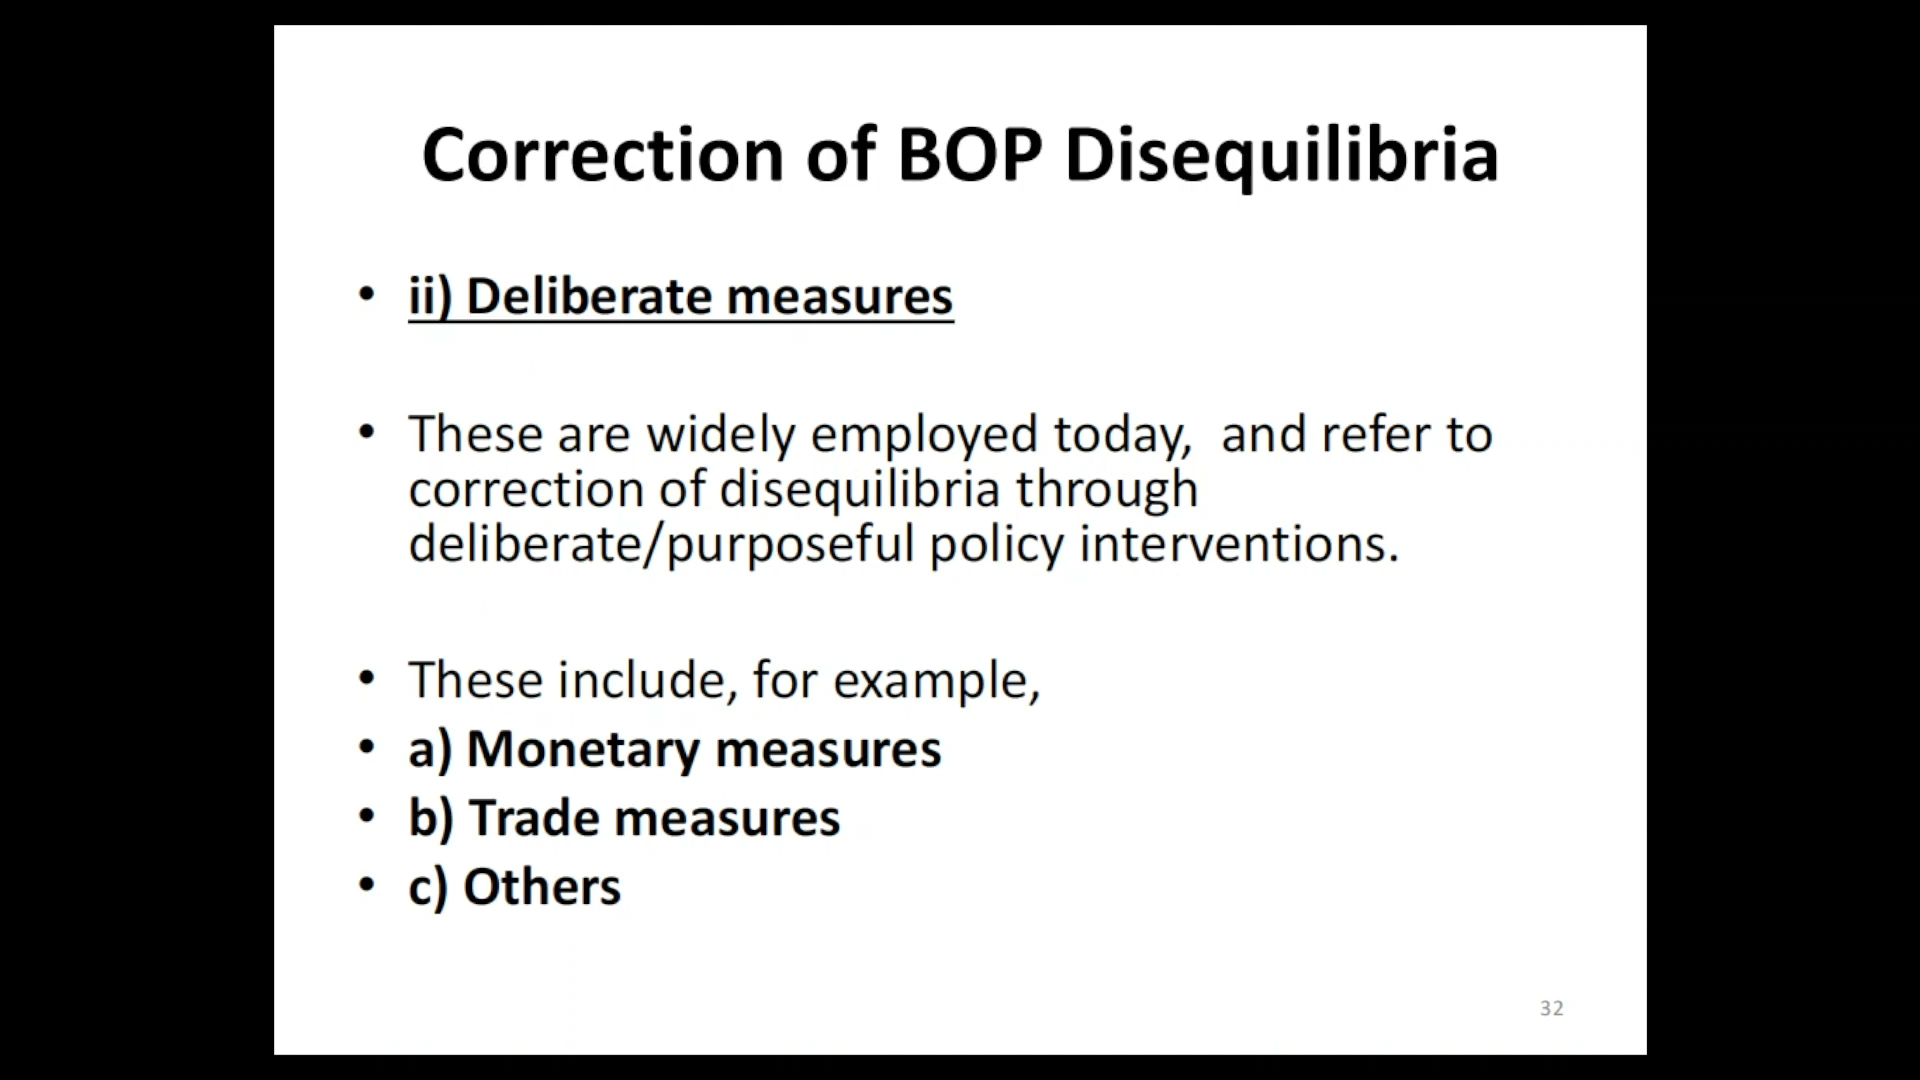 Correction of BOP Disequilibria
• ii) Deliberate measures
• These are widely employed today,  and refer to
correction of disequilibria through
deliberate/purposeful policy interventions.
• These include, for example,
• a) Monetary measures
• b) Trade measures
• c) Others
32